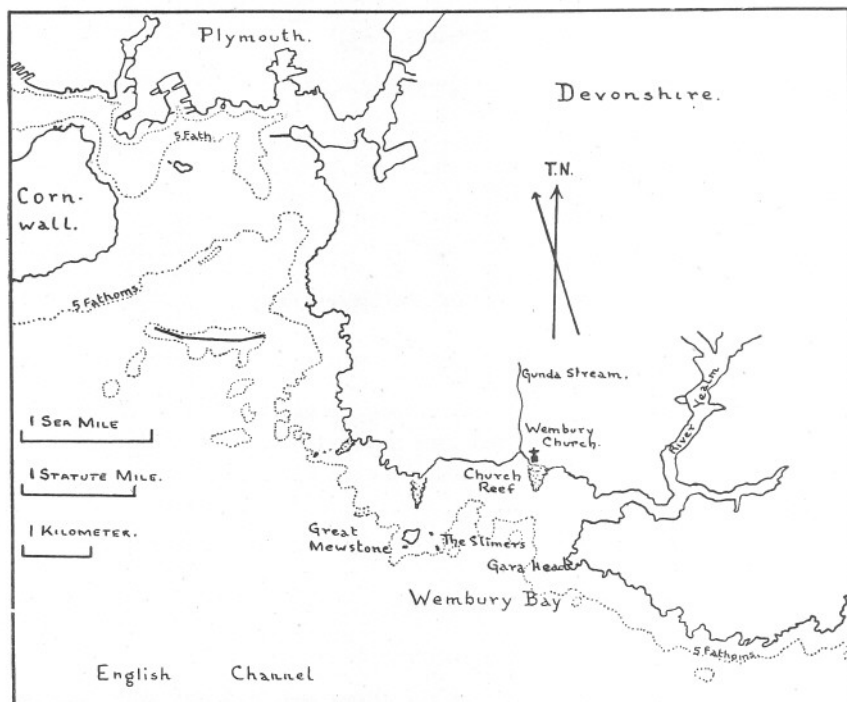 Plymouth.
Devonshire.
5 Fath.
T.N.
Corn-
wall.
5 Fathoms
Gunda Stream.
River Yealm
1 Sea Mile
Wembury
Church.
Church
Reef
1 Statute Mile.
1 Kilometer.
Great
Mewstone
The Slimers
Gara Head
Wembury Bay
5 Fathoms.
English Channel